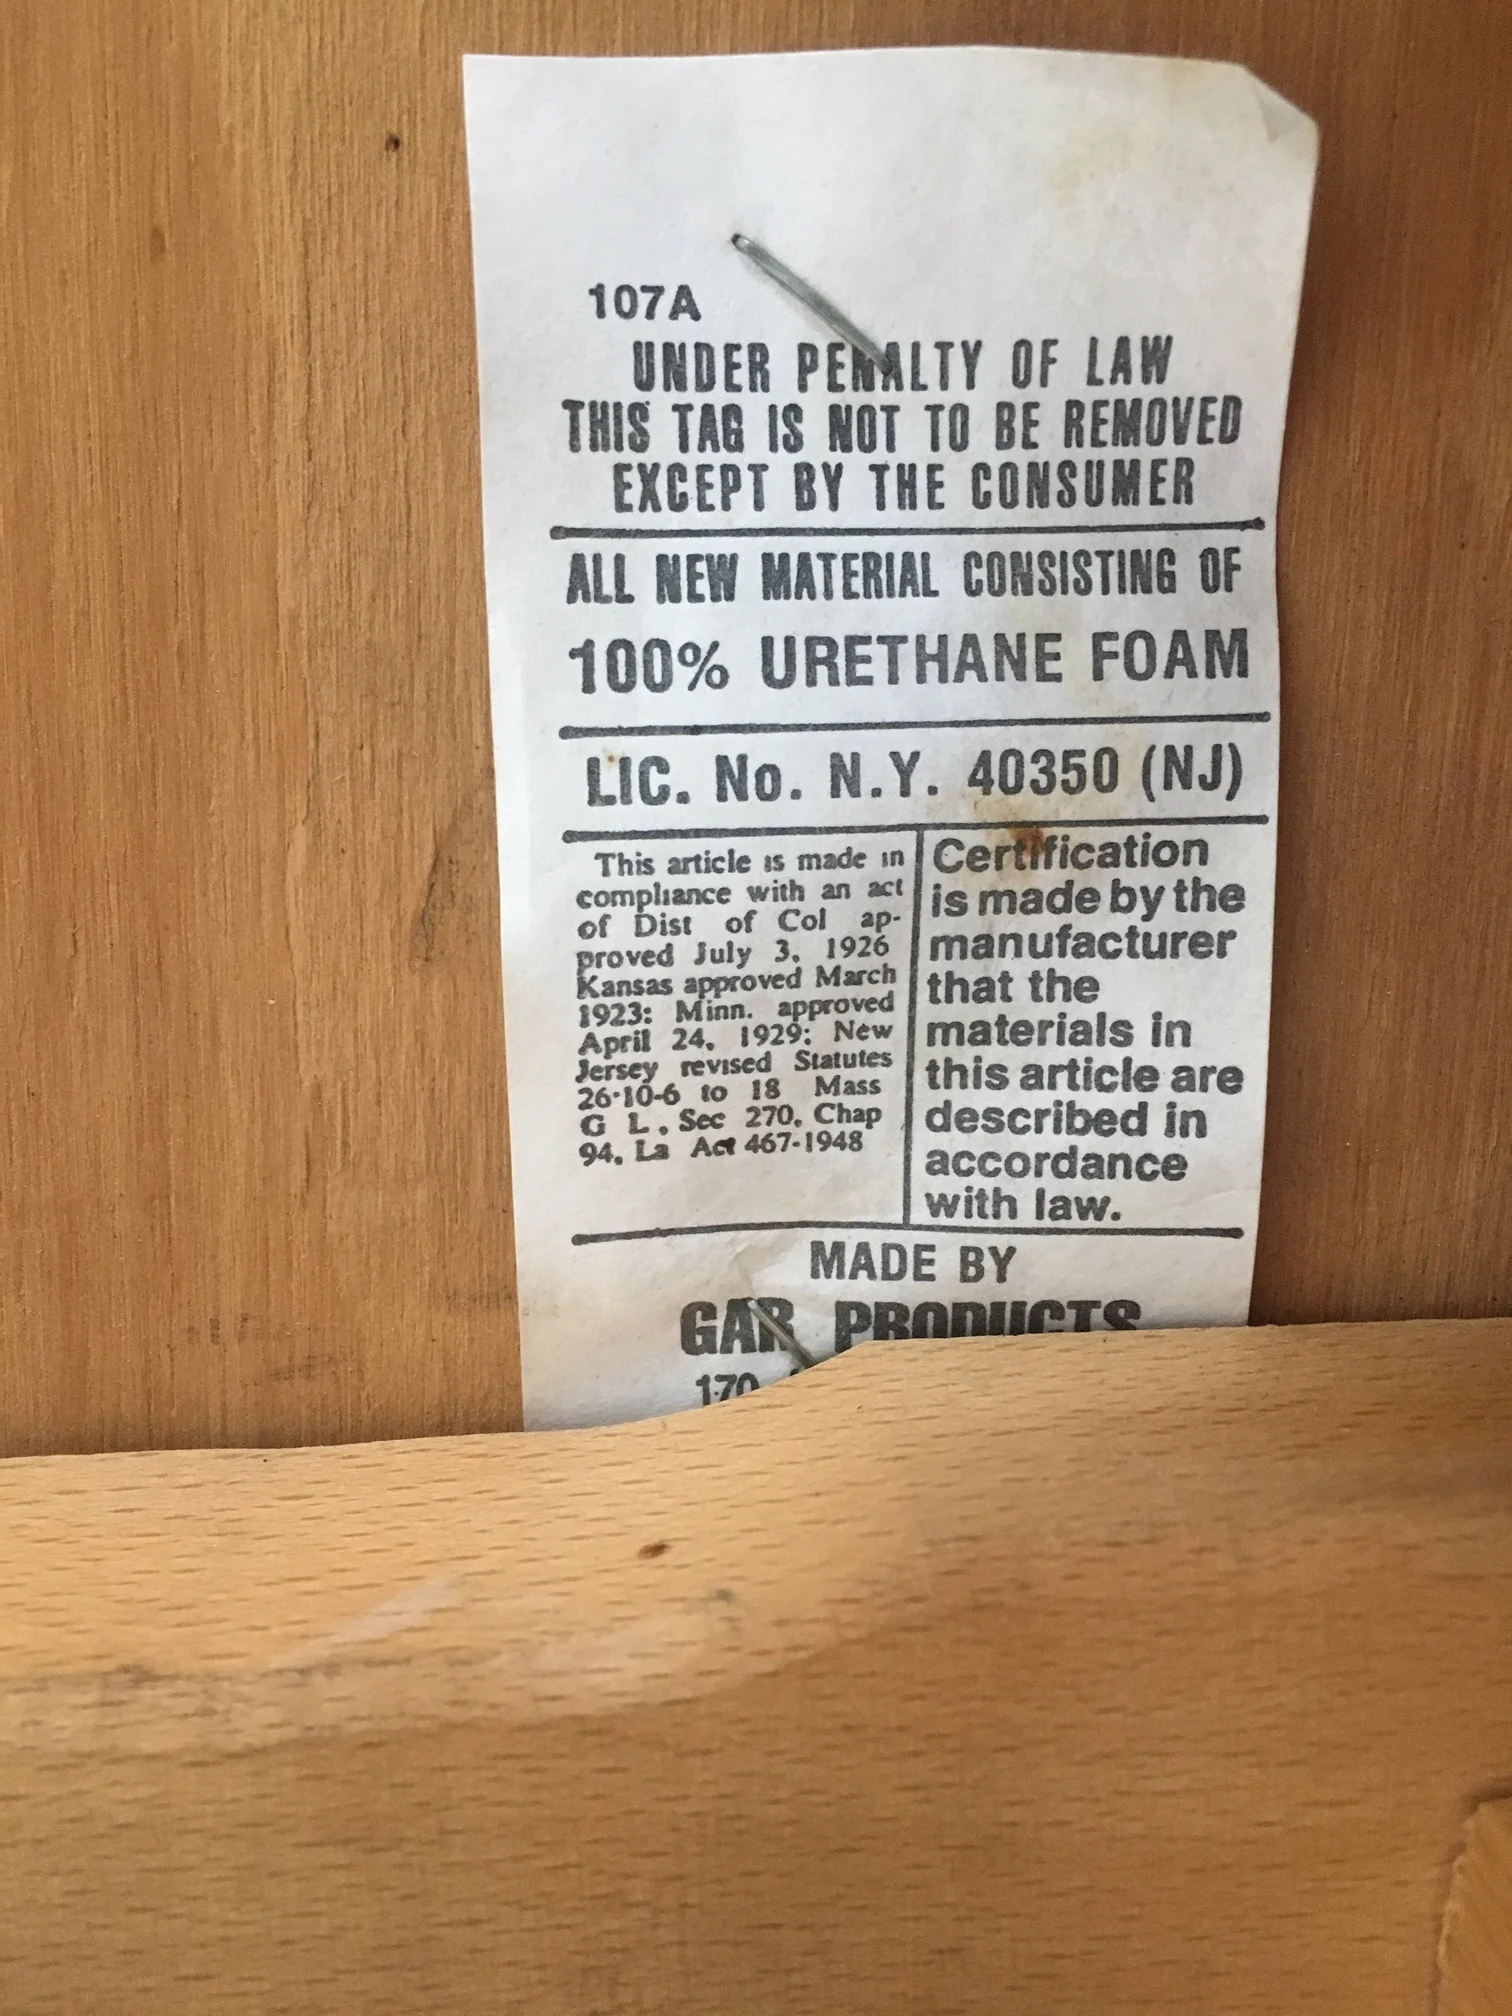 107A
UNDER PENALTY OF LAW
THIS TAG IS NOT TO BE REMOVED
EXCEPT BY THE CONSUMER
ALL NEW MATERIAL CONSISTING OF
100% URETHANE FOAM
LIC. No. N.Y. 40350 (NJ)
This article is made in
compliance with an act
of Dist of Col ap-
proved July 3, 1926
Kansas approved March
1923: Minn. approved
April 24, 1929: New
Jersey revised Statutes
26-10-6 to 18 Mass
G L. Sec 270, Chap
94, La Act 467-1948
Certification
is made by the
manufacturer
that the
materials in
this article are
described in
accordance
with law.
MADE BY
GAR PRODUCTS
170